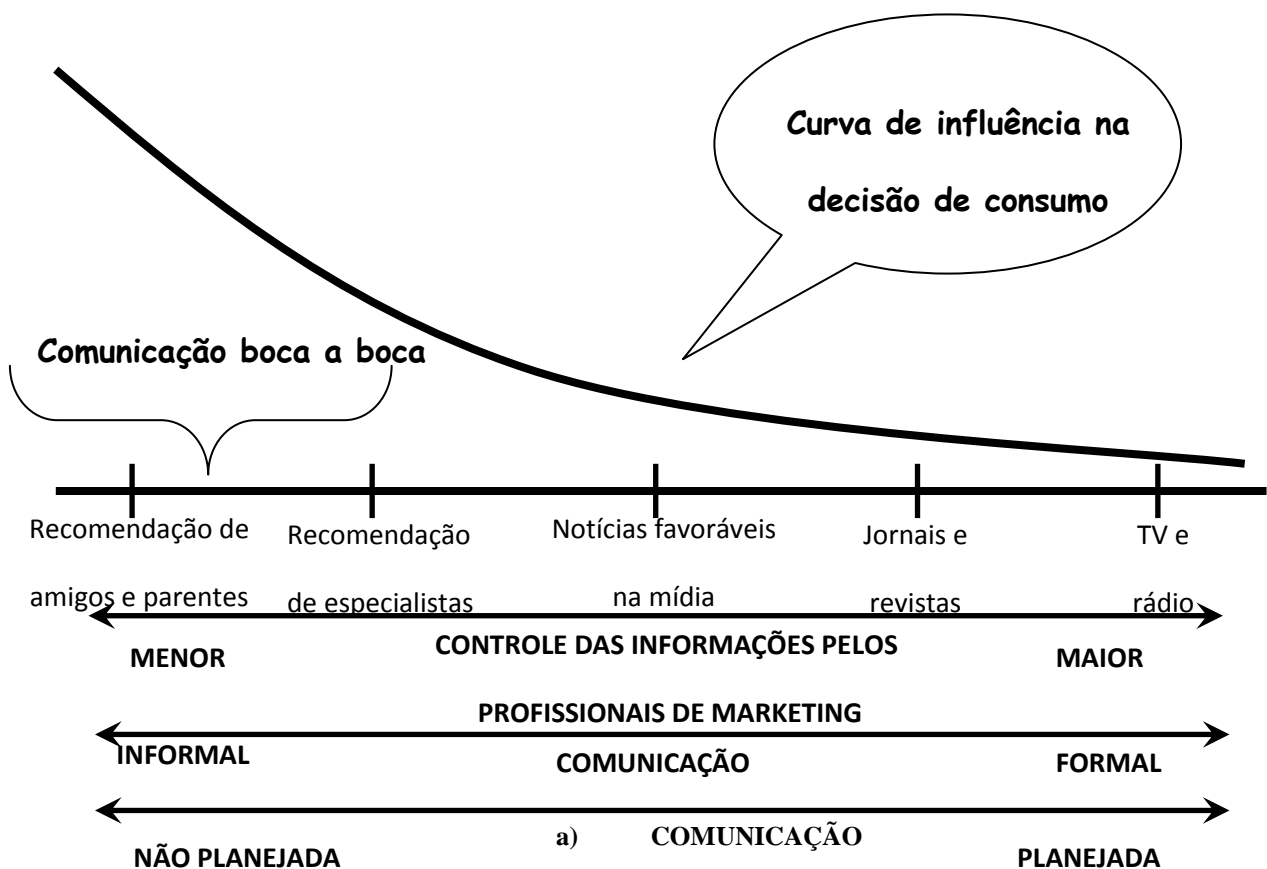 Curva de influência na
decisão de consumo
Comunicação boca a boca
Recomendação de
amigos e parentes
Recomendação
de especialistas
Notícias favoráveis
na mídia
Jornais e
revistas
TV e
rádio
MENOR
CONTROLE DAS INFORMAÇÕES PELOS
PROFISSIONAIS DE MARKETING
MAIOR
INFORMAL
COMUNICAÇÃO
FORMAL
NÃO PLANEJADA
a) COMUNICAÇÃO
PLANEJADA